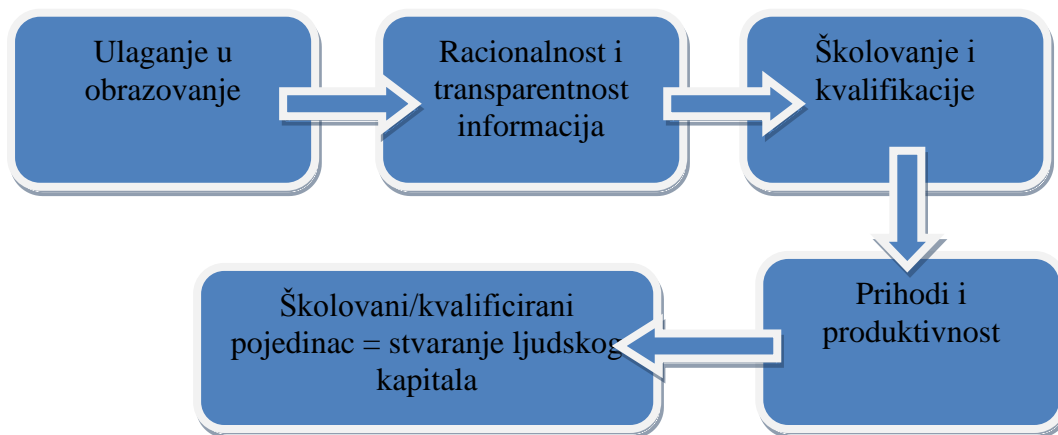 Ulaganje u
obrazovanje
Racionalnost i
transparentnost
informacija
Školovanje i
kvalifikacije
Prihodi i
produktivnost
Školovani/kvalificirani
pojedinac = stvaranje ljudskog
kapitala